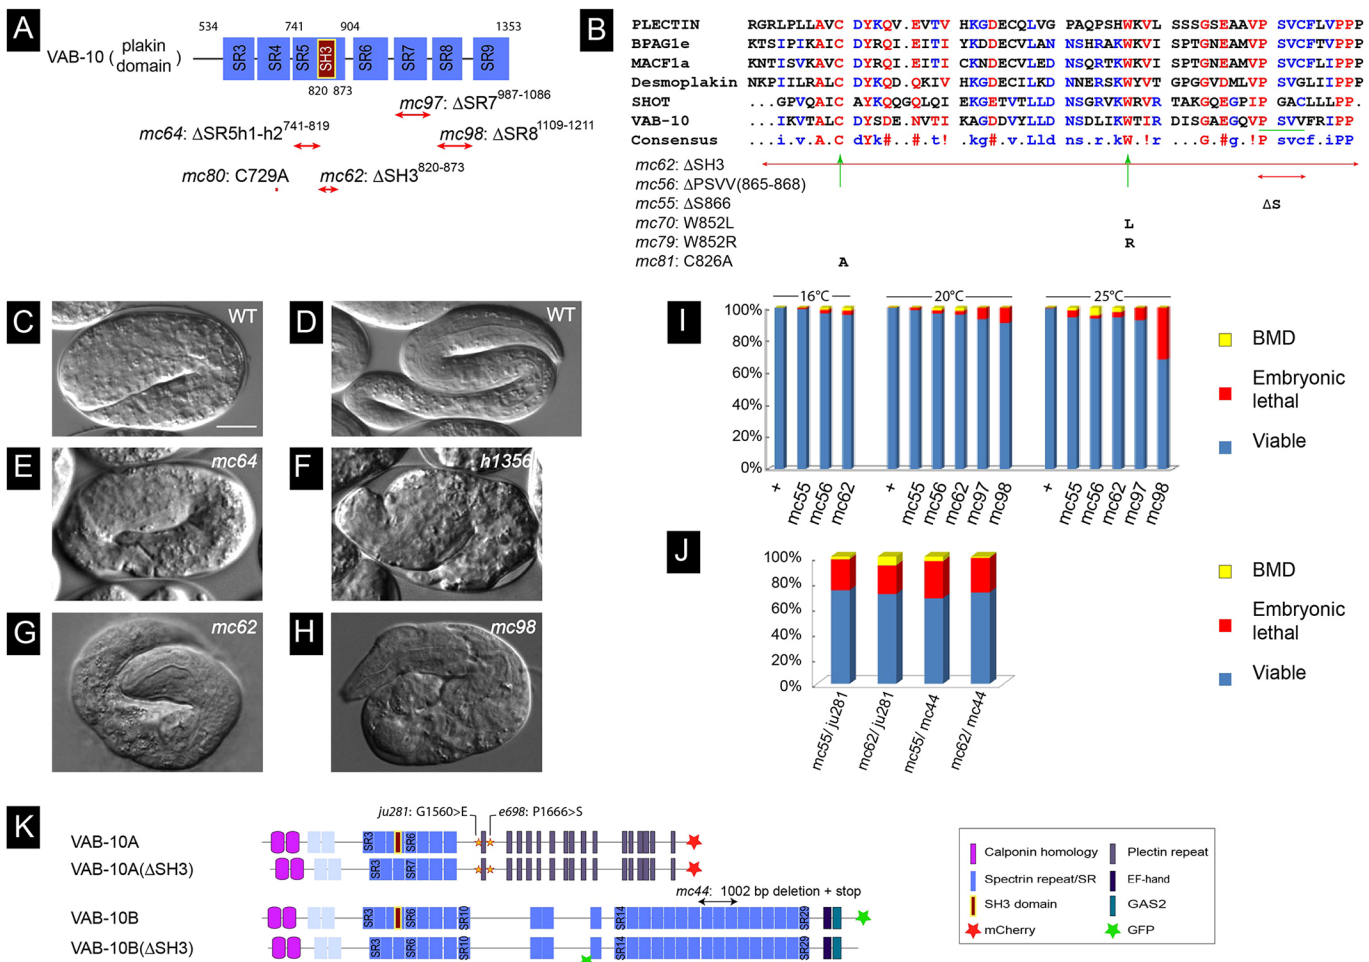 A
534 741 904 1353
VAB-10 ( plakin domain )
SR3 SR4 SR5 SH3 SR6 SR7 SR8 SR9
820 873
mc97: ΔSR7987-1086
mc64: ΔSR5h1-h2741-819
mc98: ΔSR81109-1211
mc80: C729A
mc62: ΔSH3820-873
B
PLECTIN RGRLPLLAVC DYKQV.EVTV HKGDECQLVG PAQPSHWKVL SSSGSEAAVP SVCFLVPPP
BPAG1e KTSIPIKAIC DYRQI.EITI YKDDECVLAN NSHRAKWKVI SPTGNEAMVP SVCFTVPPP
MACF1a KNCILRVKALC DYRQI.EITIC KNDECVLEDN SQRTKWKVI SPTGNEAMVP SVCFLIPPP
Desmoplakin NKPIILRALC DYKQD.QKIV HKGDECILKD NNERSKWYVT GPGGVDMLVP SVGLIIPPP
SHOT ...GPVQAIC AYKQQGQLQI EKGETVTLLD NSGRVKWRVR TAKGQEGPIP GACLLLPP.
VAB-10 ...IKVTALC DYSDE.NVTI KAGDDVYLLD NSNLIKWTIR DISGAEGQVP SVVFRIPP
Consensus ...i.v.A.C dYk#..#.t! .kg#.v.Lld ns.r.kW.!r ...G.#.g.!P svcf.iPP
mc62: ΔSH3
mc56: ΔPSVV(865-868)
mc55: ΔS866 ΔS
mc70: W852L L
mc79: W852R R
mc81: C826A A
C
WT
D
WT
E
mc64
F
h1356
G
mc62
H
mc98
I
16°C 20°C 25°C
100%
80%
60%
40%
20%
0%
+ mc55 mc56 mc62 + mc55 mc56 mc62 mc97 mc98 + mc55 mc56 mc62 mc97 mc98
BMD
Embryonic
lethal
Viable
J
100%
80%
60%
40%
20%
0%
mc55/ju281 mc62/ju281 mc55/mc44 mc62/mc44
BMD
Embryonic
lethal
Viable
K
ju281: G1560>E e698: P1666>S
VAB-10A SR3 SR6
VAB-10A(ΔSH3) SR3 SR7
mc44: 1002 bp deletion + stop
VAB-10B SR3 SR6 SR10 SR14 SR29
VAB-10B(ΔSH3) SR3 SR6 SR10 SR14 SR29
Calponin homology Plectin repeat
Spectrin repeat/SR EF-hand
SH3 domain GAS2
mCherry GFP